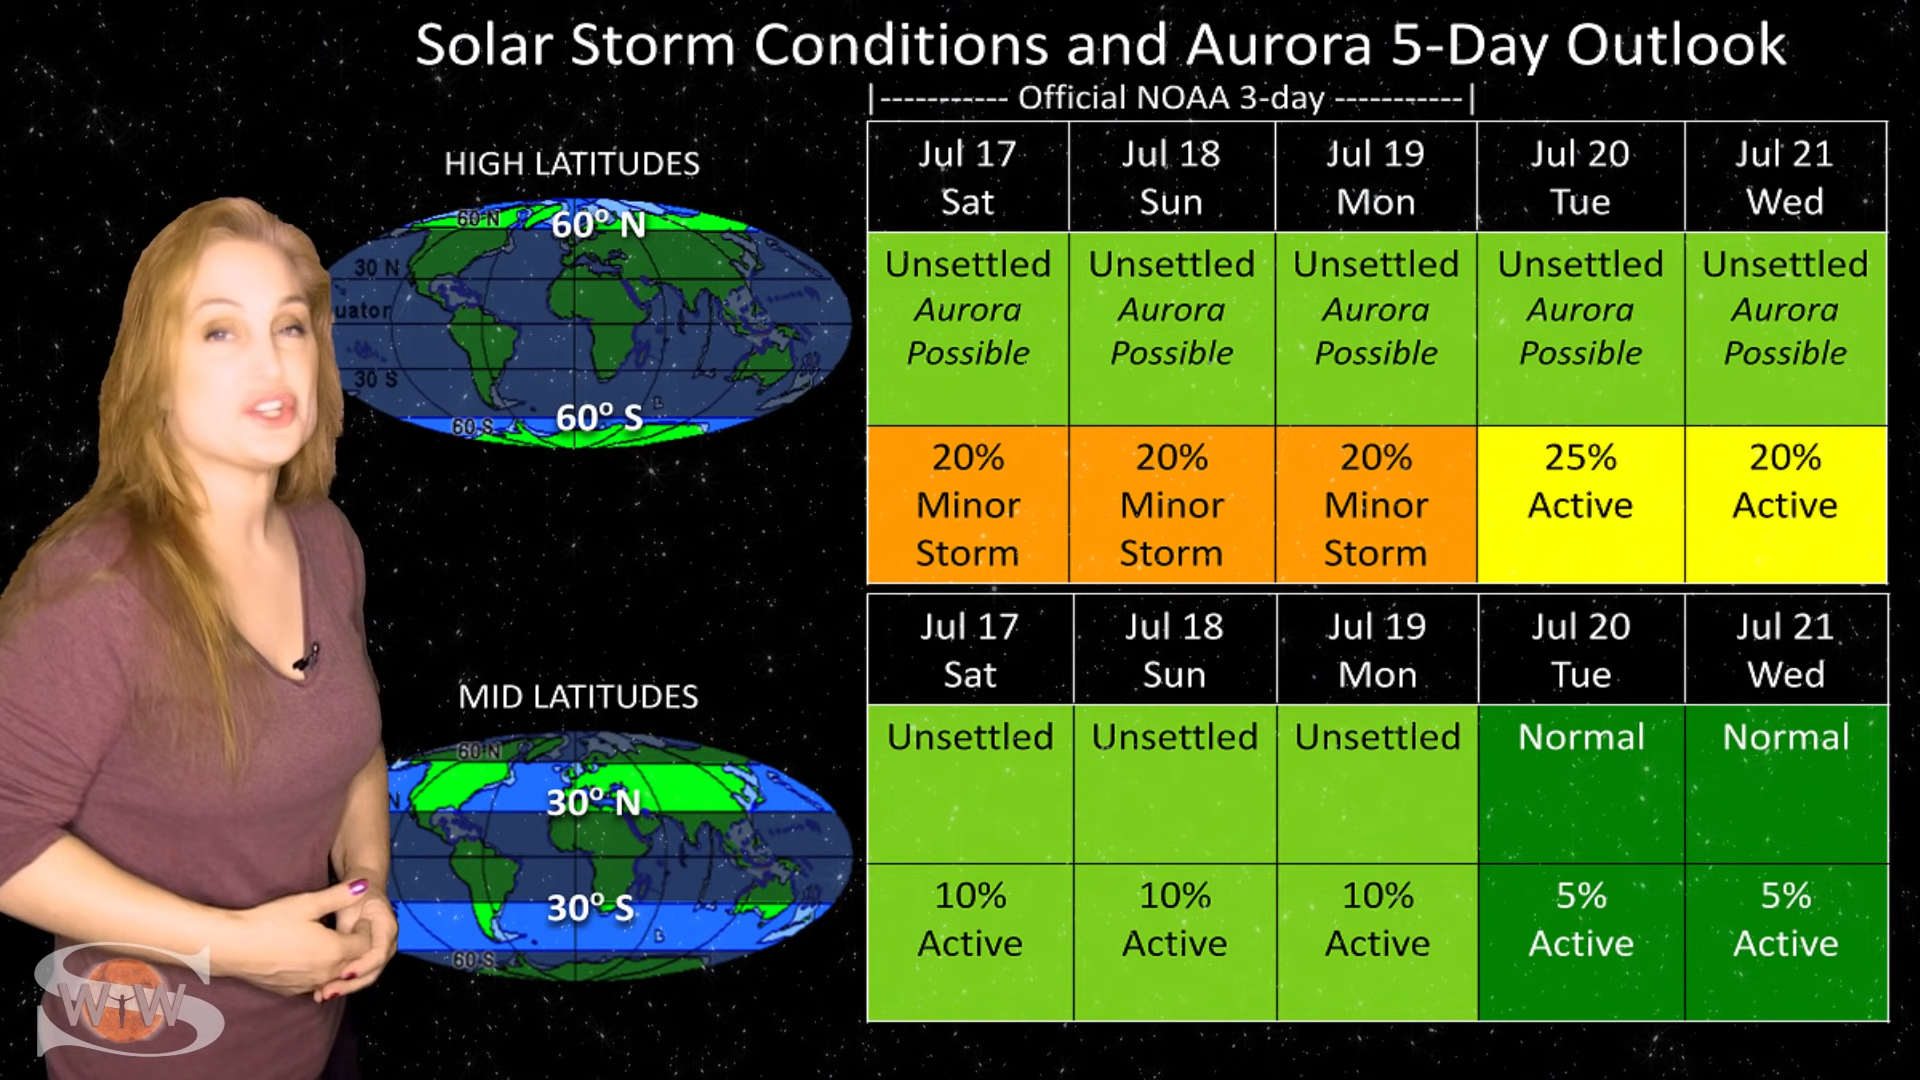 Solar Storm Conditions and Aurora 5-Day Outlook
|----------- Official NOAA 3-day -----------|
HIGH LATITUDES
60 N
60º N
30 N
uator
30 S
60º S
60 S
Jul 17 Jul 18 Jul 19 Jul 20 Jul 21
Sat Sun Mon Tue Wed
Unsettled Unsettled Unsettled Unsettled Unsettled
Aurora Aurora Aurora Aurora Aurora
Possible Possible Possible Possible Possible
20% 20% 20% 25% 20%
Minor Minor Minor Active Active
Storm Storm Storm
MID LATITUDES
60 N
30º N
N
30º S
60 S
Jul 17 Jul 18 Jul 19 Jul 20 Jul 21
Sat Sun Mon Tue Wed
Unsettled Unsettled Unsettled Normal Normal
10% 10% 10% 5% 5%
Active Active Active Active Active
S
WTW